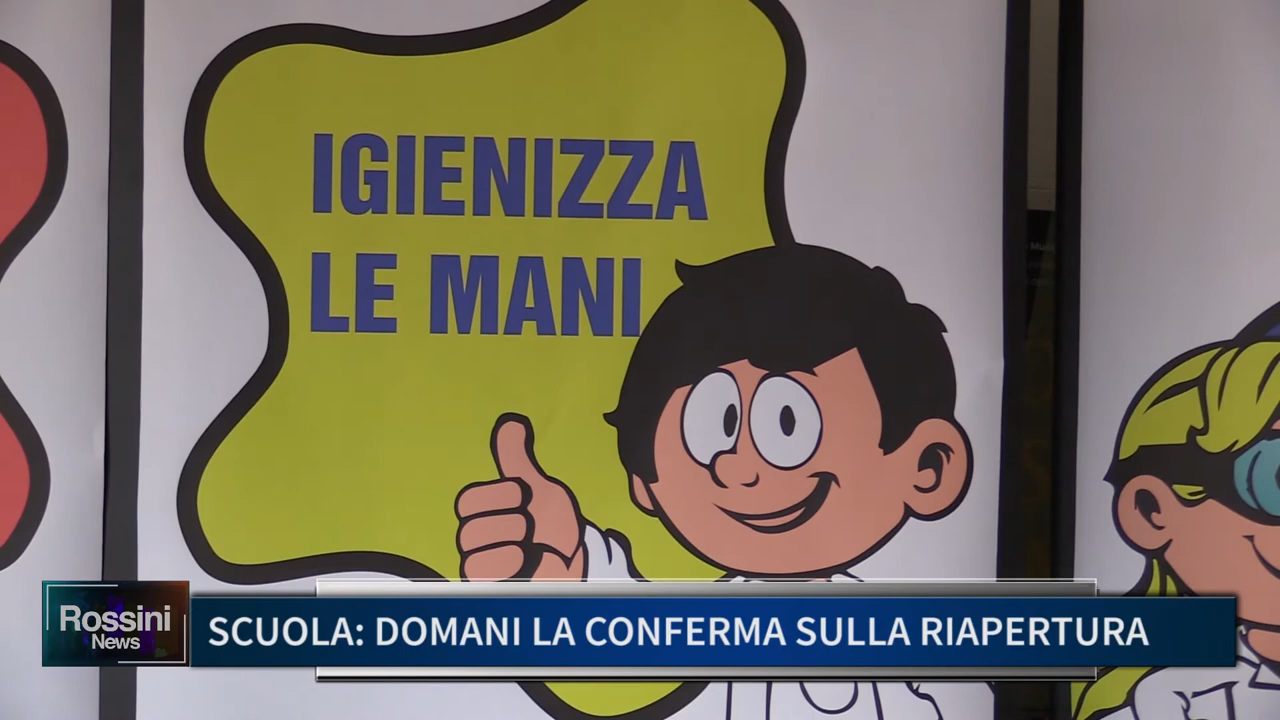 IGIENIZZA
LE MANI
Rossini
News
SCUOLA: DOMANI LA CONFERMA SULLA RIAPERTURA